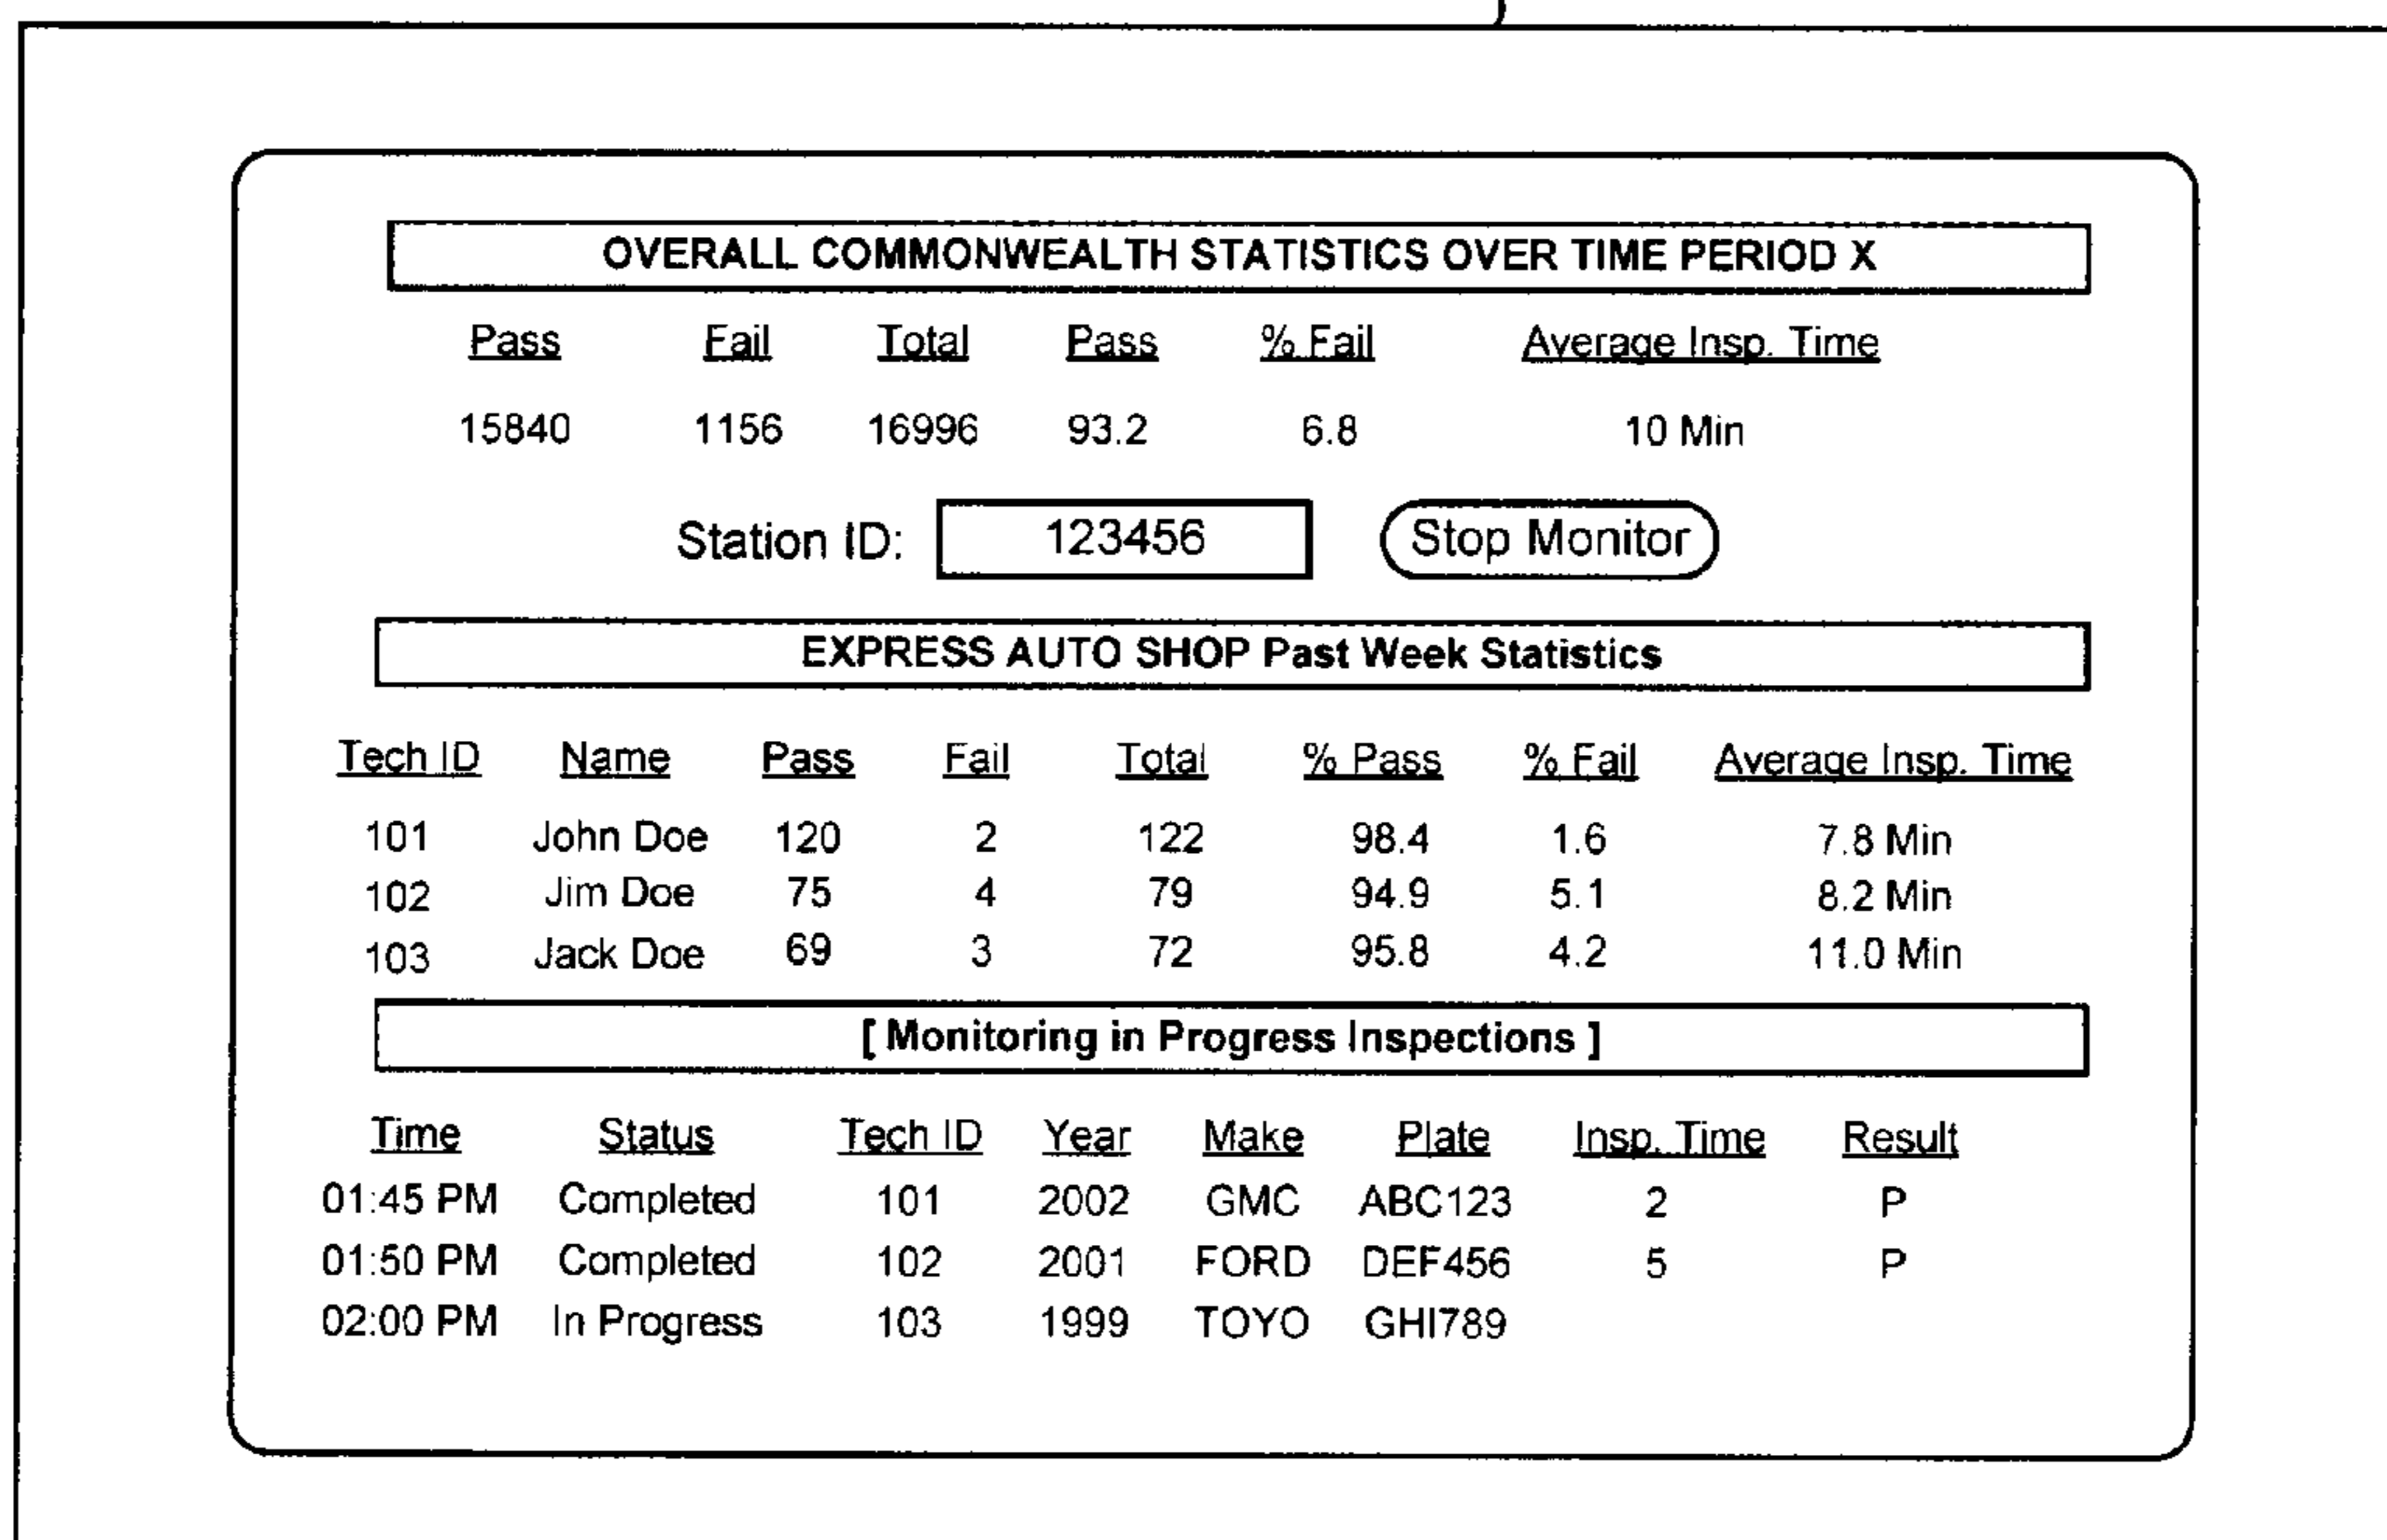 OVERALL COMMONWEALTH STATISTICS OVER TIME PERIOD X
Pass Fail Total Pass % Fail Average Insp. Time
15840 1156 16996 93.2 6.8 10 Min
Station ID: 123456 Stop Monitor
EXPRESS AUTO SHOP Past Week Statistics
Tech ID Name Pass Fail Total % Pass % Fail Average Insp. Time
101 John Doe 120 2 122 98.4 1.6 7.8 Min
102 Jim Doe 75 4 79 94.9 5.1 8.2 Min
103 Jack Doe 69 3 72 95.8 4.2 11.0 Min
[ Monitoring in Progress Inspections ]
Time Status Tech ID Year Make Plate Insp. Time Result
01:45 PM Completed 101 2002 GMC ABC123 2 P
01:50 PM Completed 102 2001 FORD DEF456 5 P
02:00 PM In Progress 103 1999 TOYO GHI789